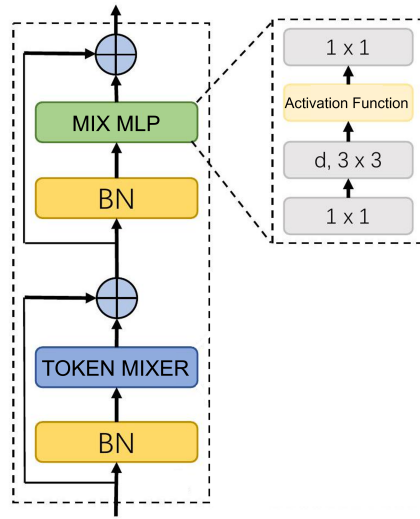 MIX MLP
BN
TOKEN MIXER
BN
1 x 1
Activation Function
d, 3 x 3
1 x 1